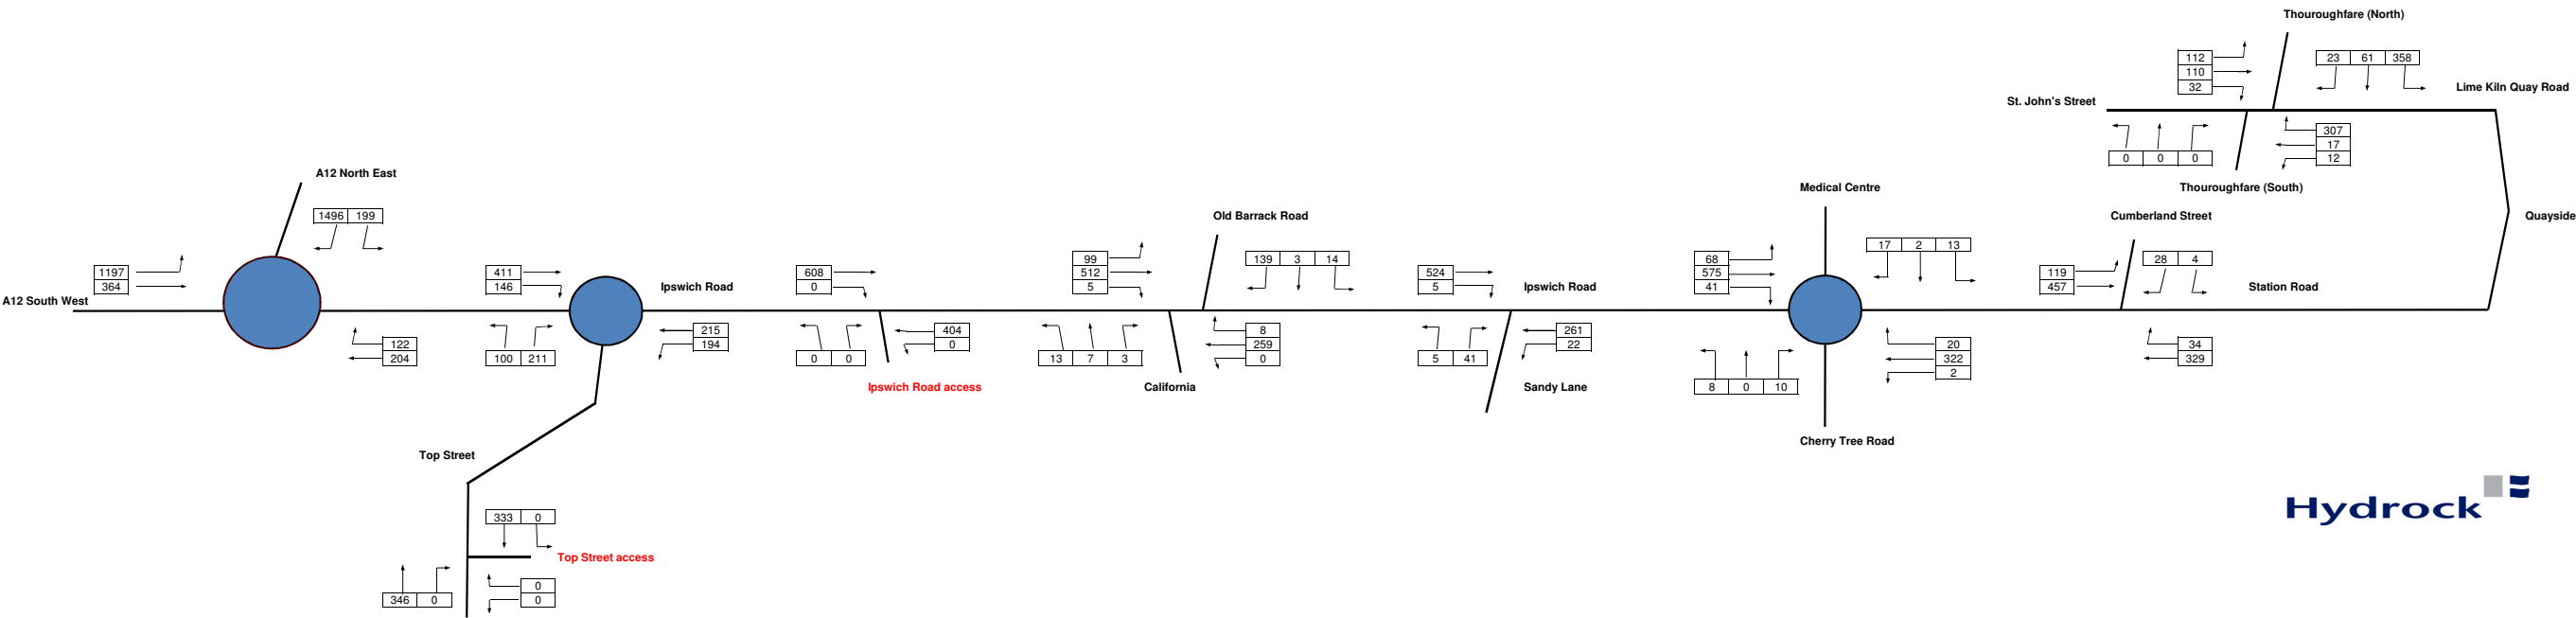 Thouroughfare (North)
112
110
32
23 61 358
Lime Kiln Quay Road
St. John's Street
0 0 0
307
17
12
Thouroughfare (South)
A12 North East
1496 199
1197
364
A12 South West
122
204
411
146
100 211
Ipswich Road
215
194
608
0
0 0
404
0
Ipswich Road access
Old Barrack Road
99
512
5
139 3 14
13 7 3
8
259
0
California
524
5
Ipswich Road
5 41
261
22
Sandy Lane
Medical Centre
68
575
41
17 2 13
8 0 10
20
322
2
Cherry Tree Road
Cumberland Street
119
457
28 4
Station Road
34
329
Quayside
Top Street
333 0
Top Street access
346 0
0
0
Hydrock